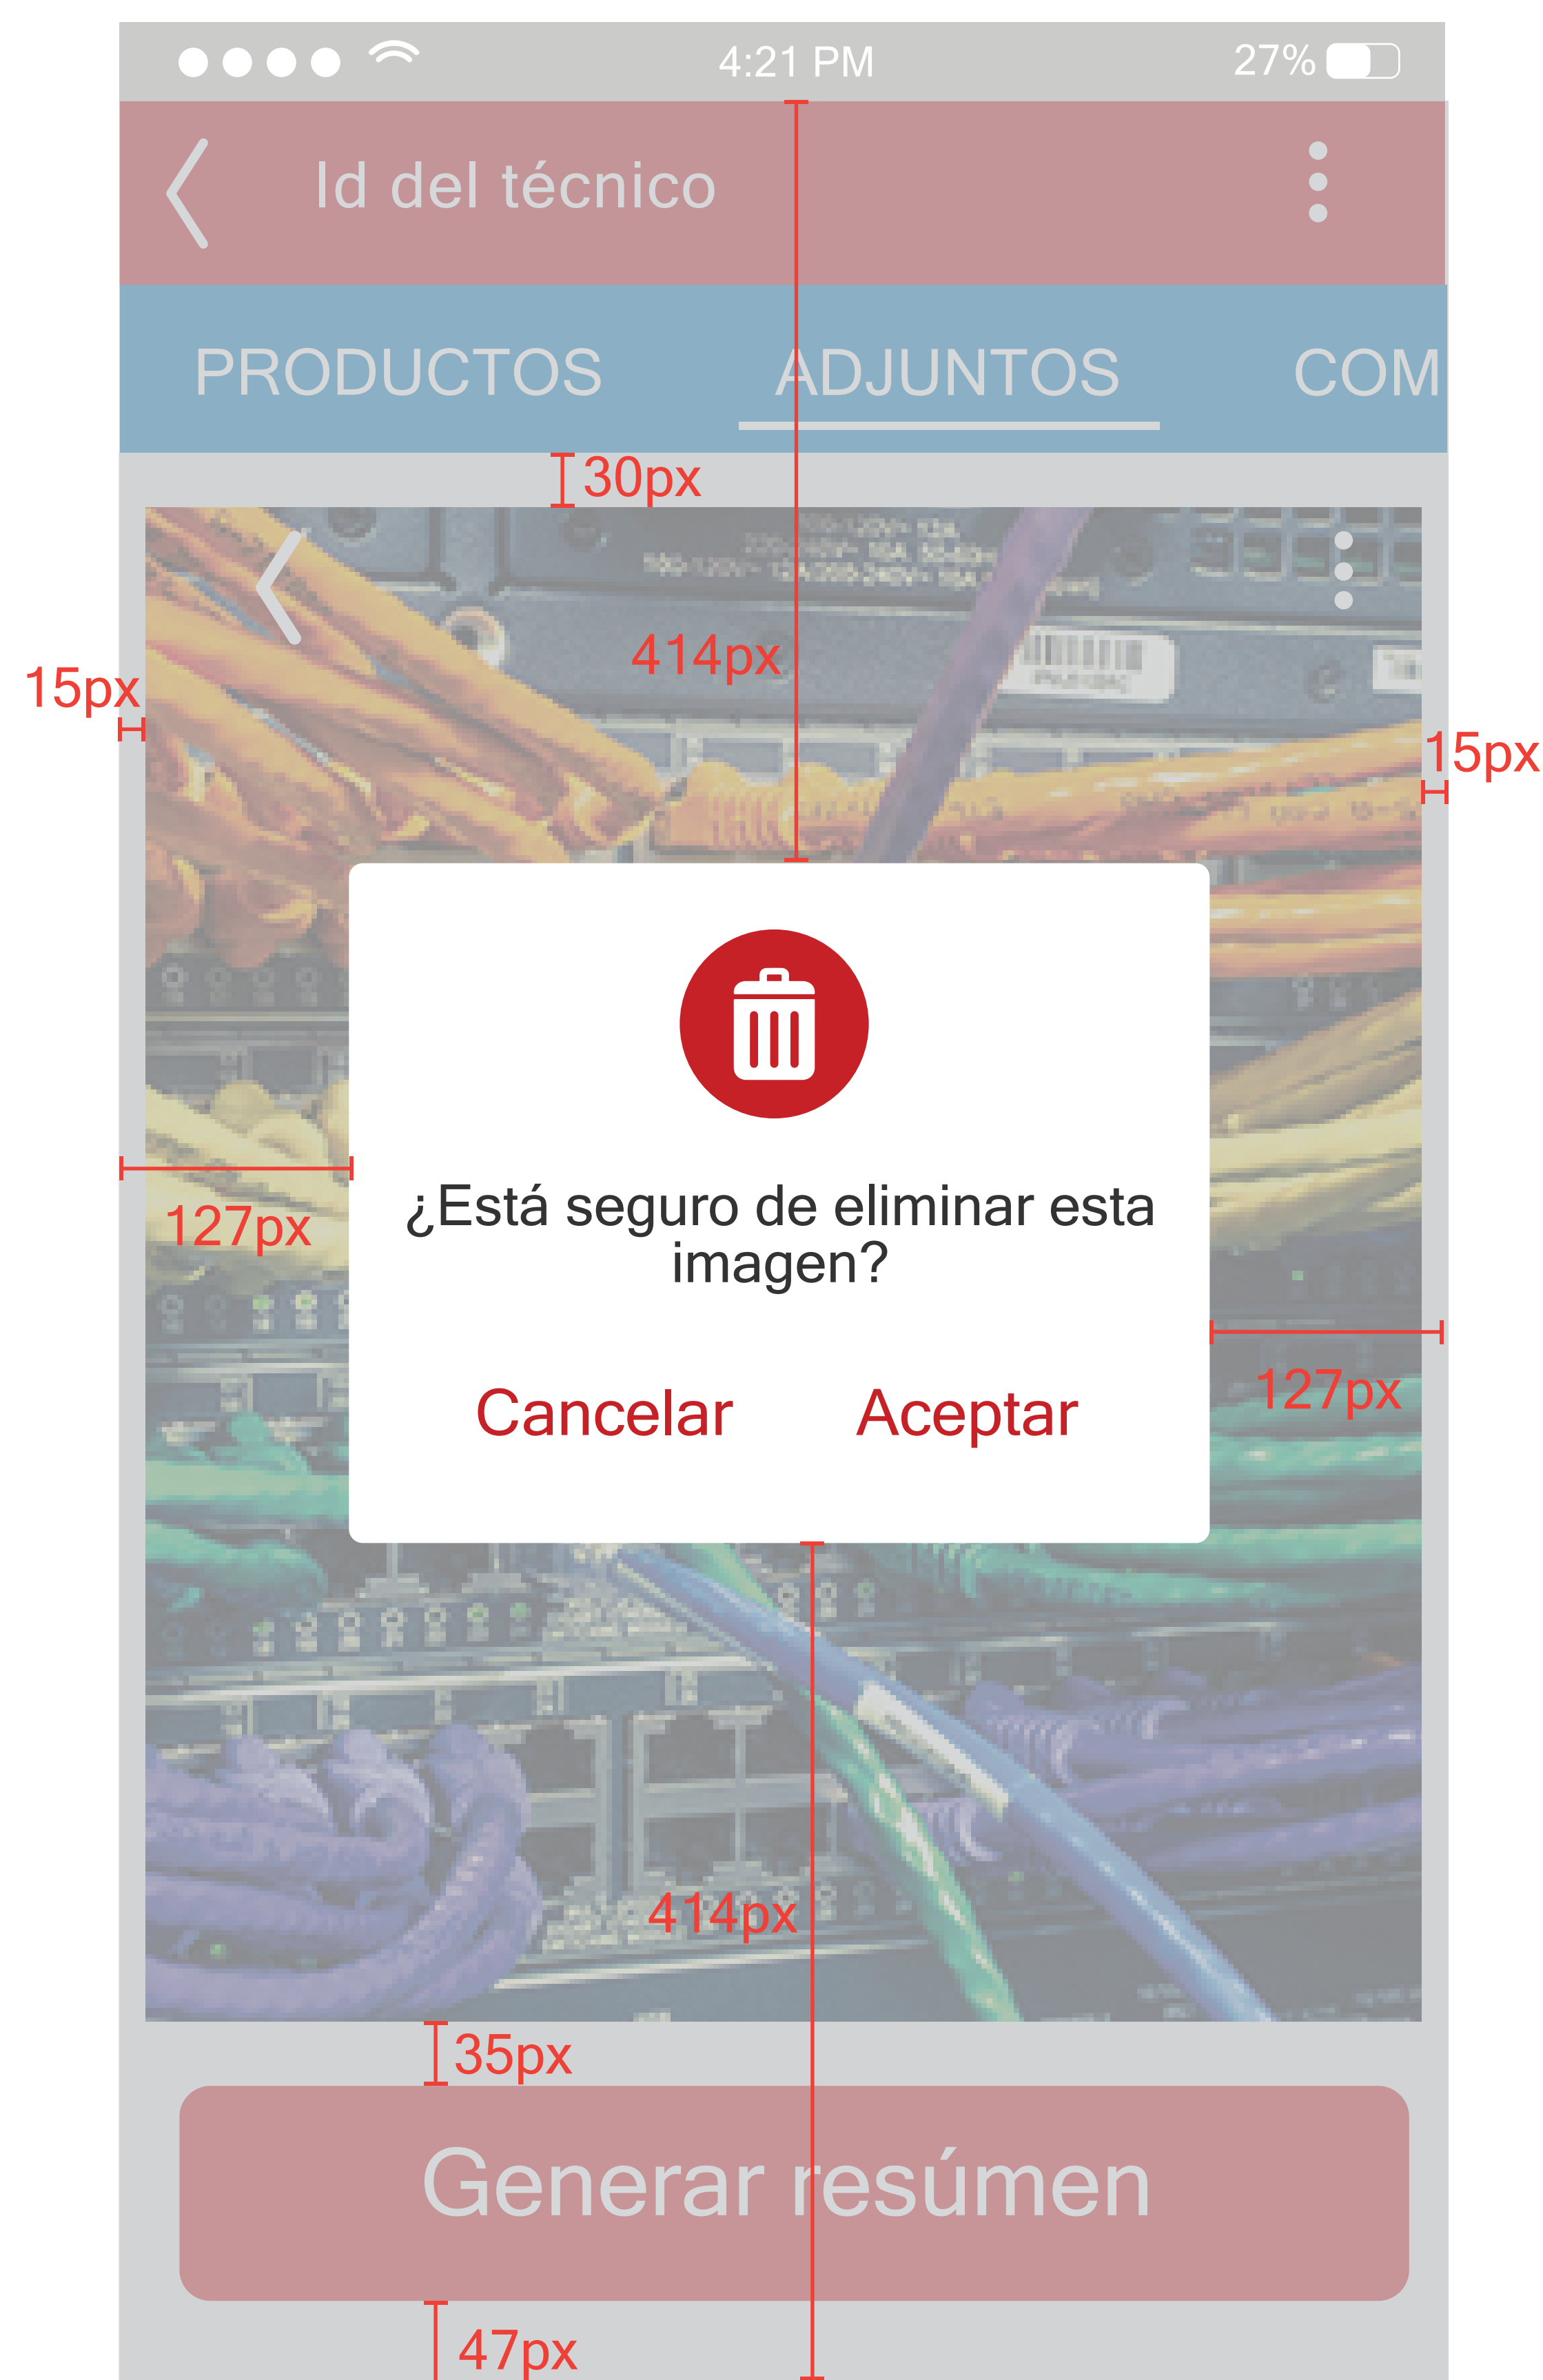 4:21 PM 27%
Id del técnico
PRODUCTOS ADJUNTOS COM
30px
414px
15px
15px
¿Está seguro de eliminar esta
imagen?
127px
127px
Cancelar Aceptar
414px
35px
Generar resúmen
47px